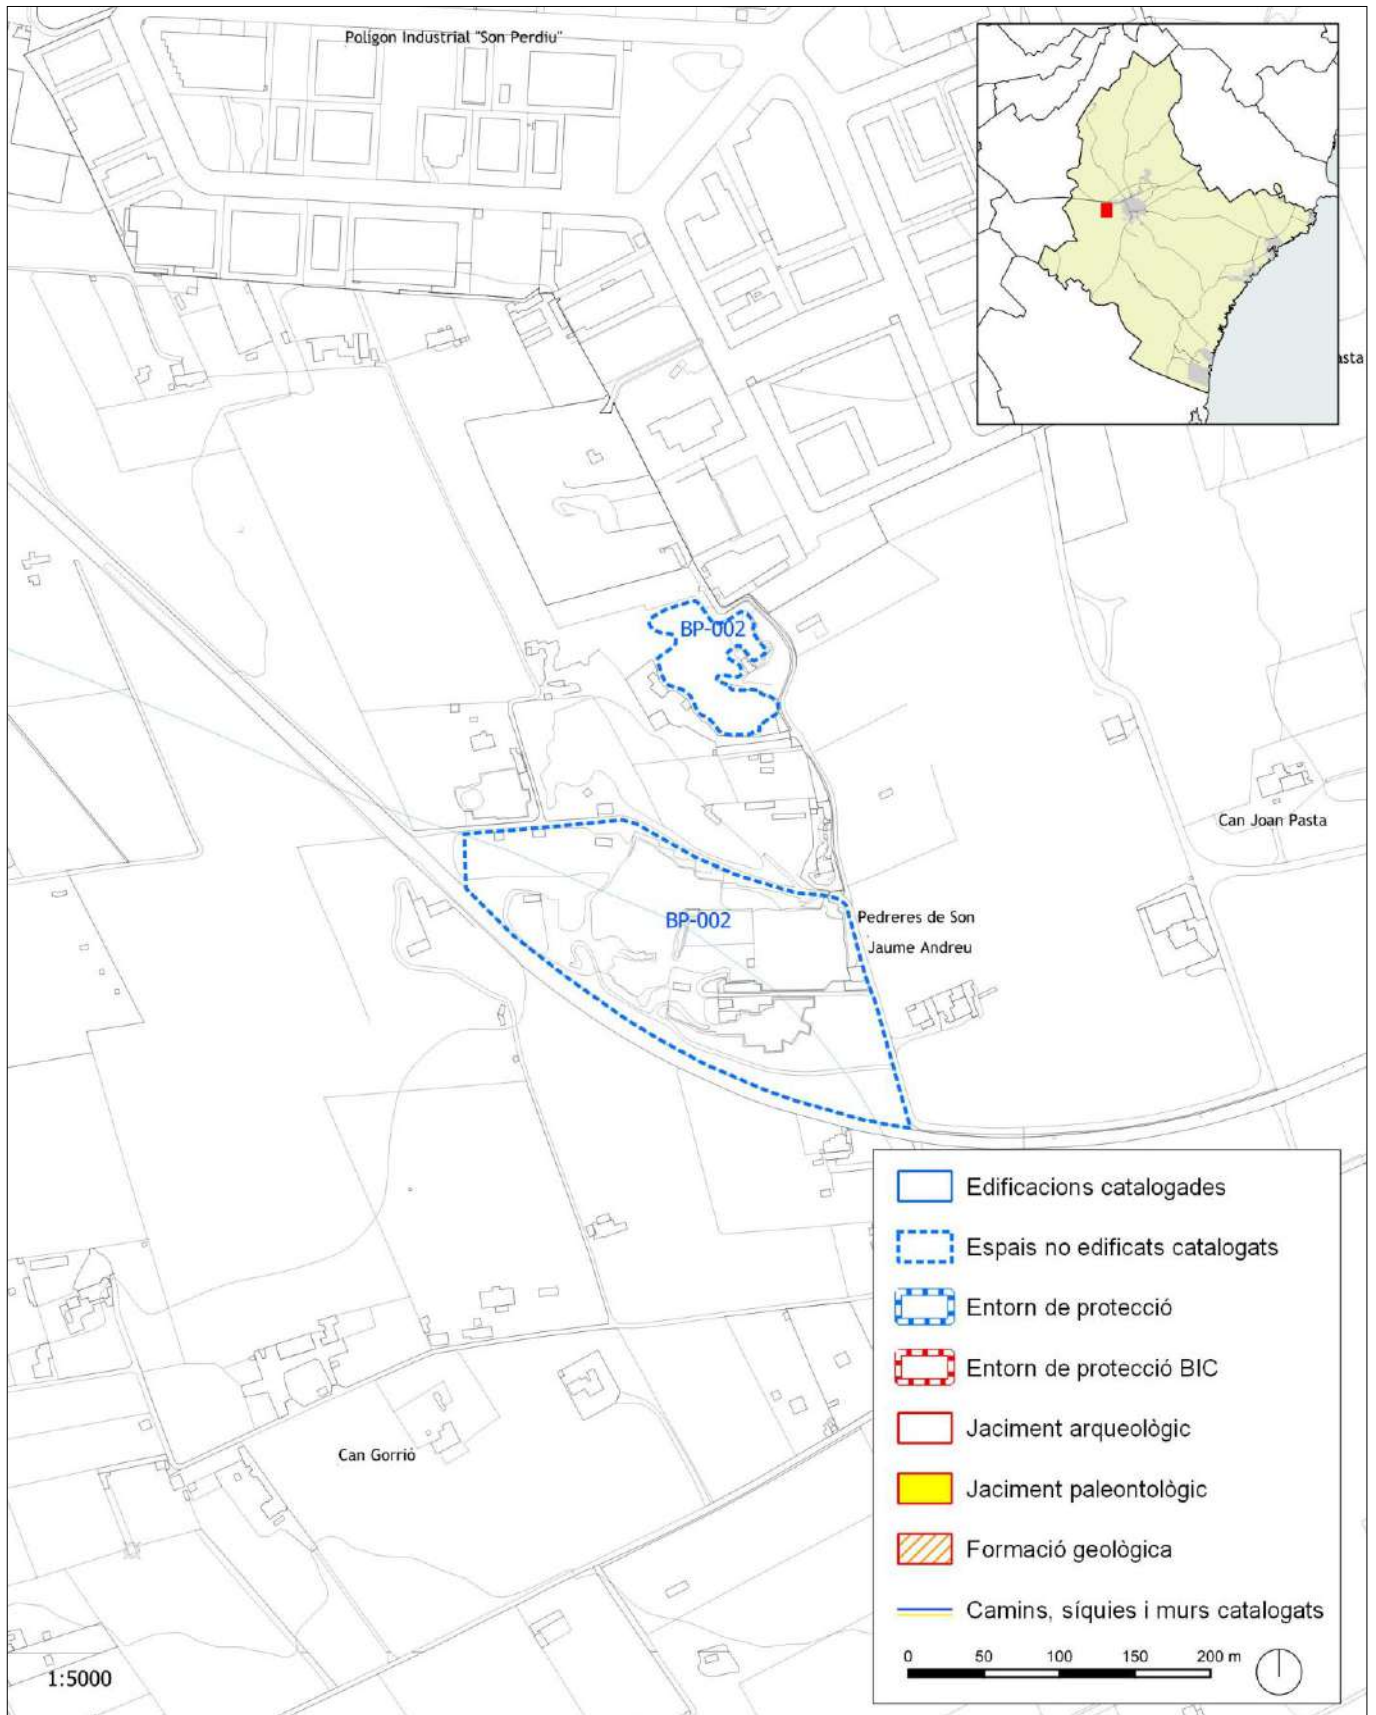 Polígon Industrial "Son Perdiu"
asta
BP-002
Can Joan Pasta
BP-002
Pedreres de Son
Jaume Andreu
Can Gorrió
Edificacions catalogades
Espais no edificats catalogats
Entorn de protecció
Entorn de protecció BIC
Jaciment arqueològic
Jaciment paleontològic
Formació geològica
Camins, síquies i murs catalogats
0 50 100 150 200 m
1:5000